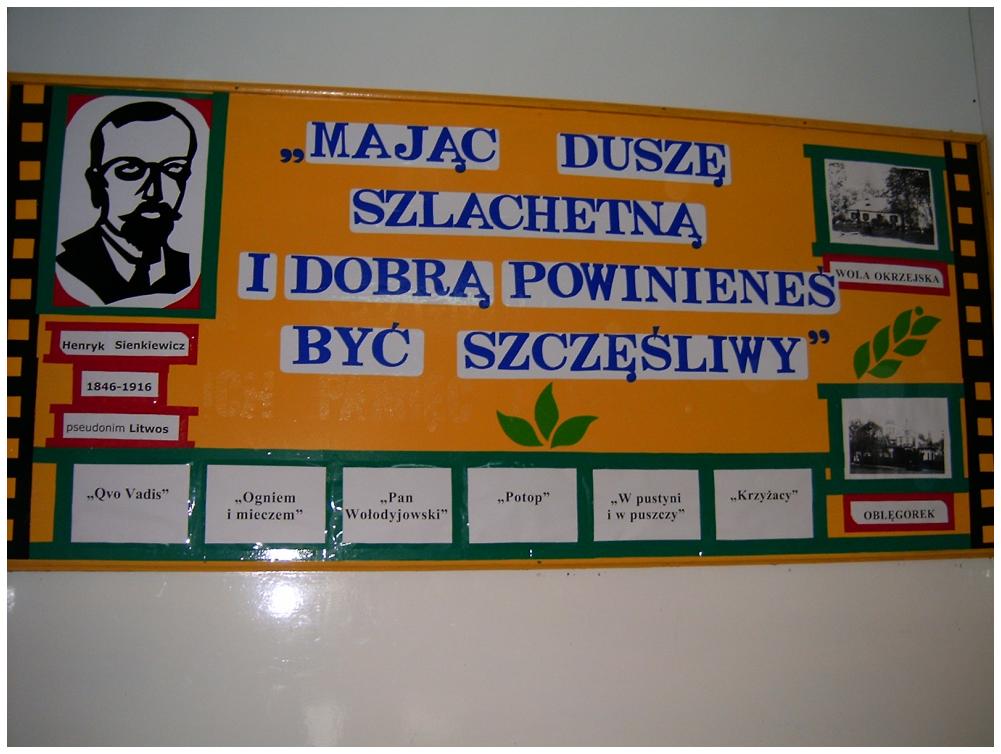 „MAJĄC DUSZĘ
SZLACHETNĄ
I DOBRĄ POWINIENEŚ
BYĆ SZCZĘŚLIWY”
Henryk Sienkiewicz
1846-1916
pseudonim Litwos
WOLA OKRZEJSKA
OBLĘGOREK
„Qvo Vadis”
„Ogniem
i mieczem”
„Pan
Wołodyjowski”
„Potop”
„W pustyni
i w puszczy”
„Krzyżacy”